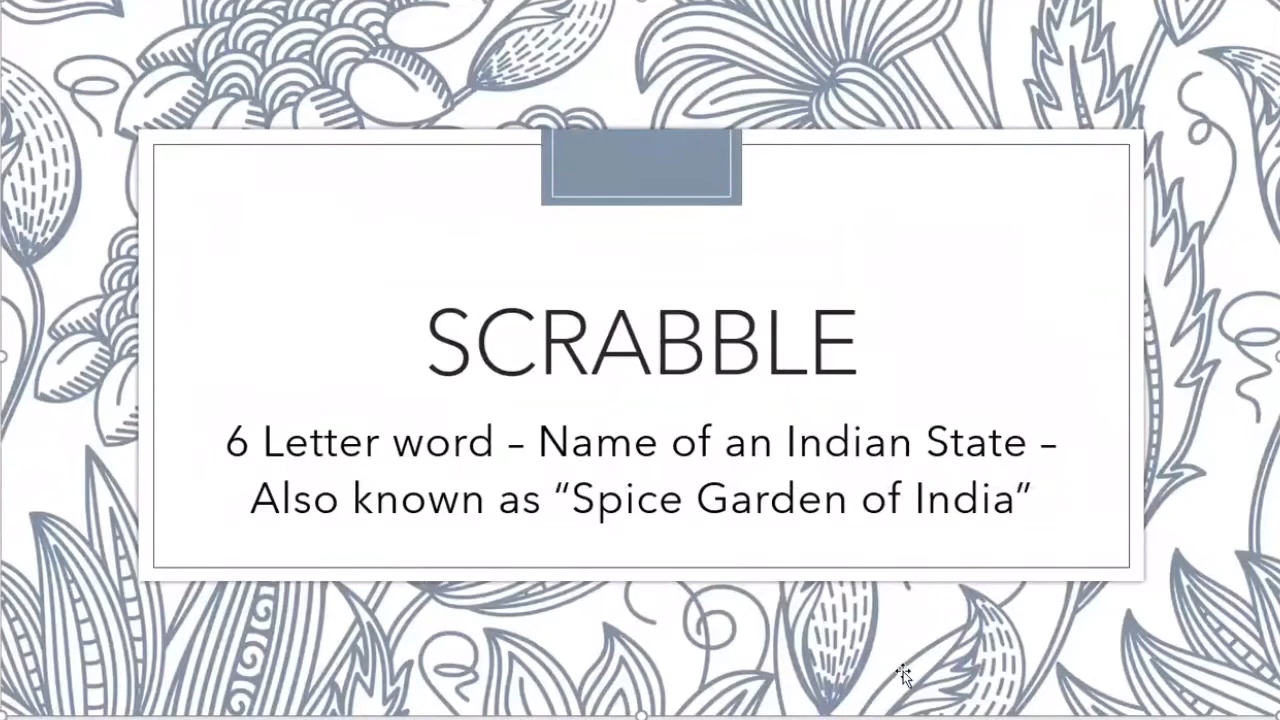 SCRABBLE
6 Letter word – Name of an Indian State –
Also known as “Spice Garden of India”